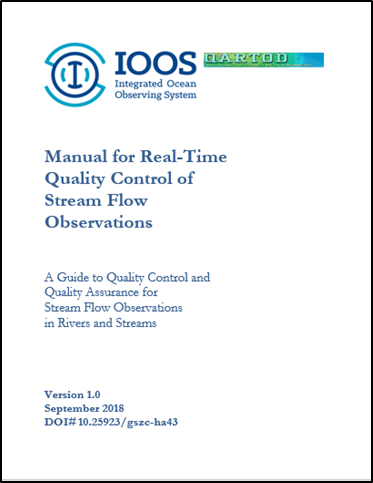 IOOS
Integrated Ocean
Observing System
QARTOD
Manual for Real-Time
Quality Control of
Stream Flow
Observations
A Guide to Quality Control and
Quality Assurance for
Stream Flow Observations
in Rivers and Streams
Version 1.0
September 2018
DOI# 10.25923/gszc-ha43